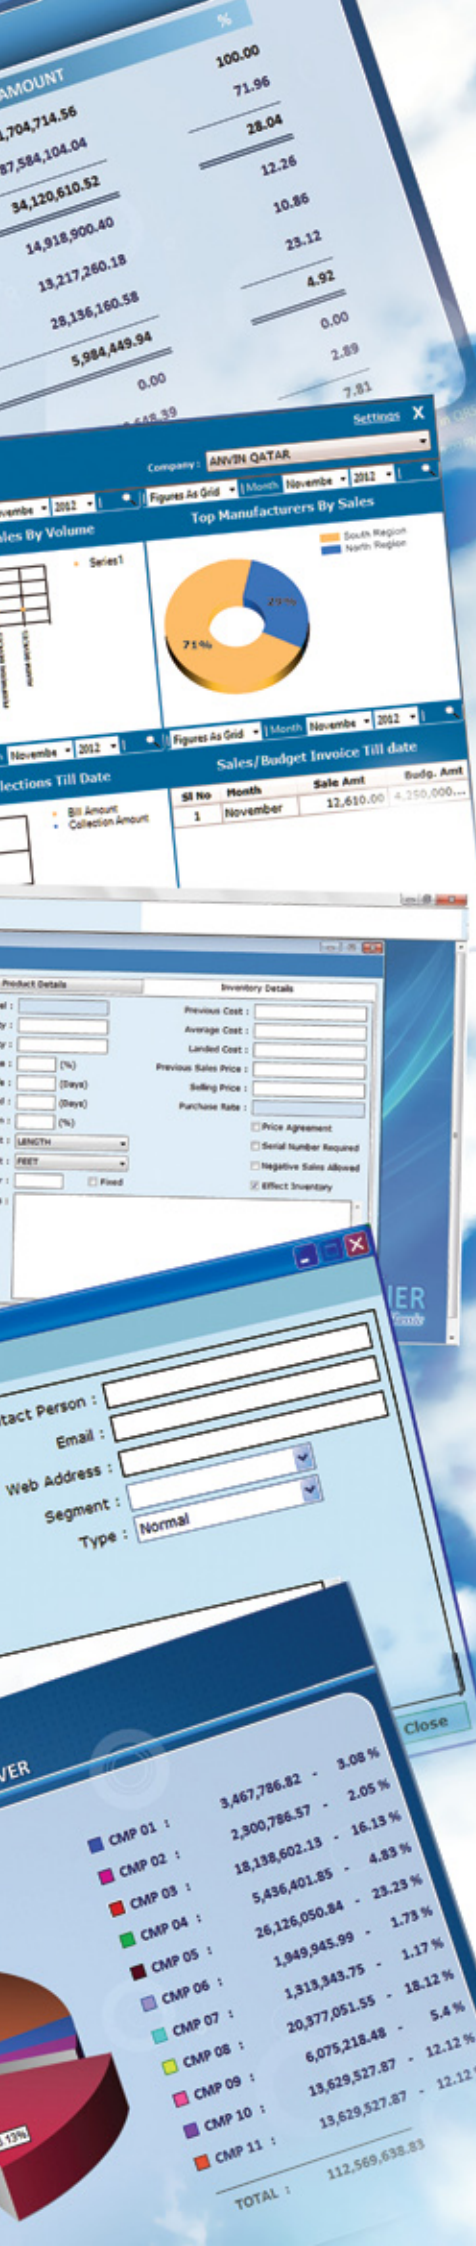 AMOUNT %
1,704,714.56 100.00
87,584,104.04 71.96
34,120,610.52 28.04
14,918,900.40 12.26
13,217,260.18 10.86
28,136,160.58 23.12
5,984,449.94 4.92
0.00 0.00
648.39 2.89
7.81
Settings X
Company : ANVIN QATAR
vembe 2012 | Figures As Grid | Month Novembe 2012 |
les By Volume Top Manufacturers By Sales
Series1 South Region
North Region
71% 29%
Novembe 2012 | Figures As Grid | Month Novembe 2012 |
lections Till Date Sales/Budget Invoice Till date
Bill Amount
Collection Amount
Sl No Month Sale Amt Budg. Amt
1 November 12,610.00 4,250,000...
Product Details Inventory Details
Previous Cost :
Average Cost :
(%) Landed Cost :
(Days) Previous Sales Price :
(Days) Selling Price :
(%) Purchase Rate :
LENGTH Price Agreement
FEET Serial Number Required
Fixed Negative Sales Allowed
Effect Inventory
IER
tact Person :
Email :
Web Address :
Segment :
Type : Normal
Close
VER
CMP 01 : 3,467,786.82 - 3.08 %
CMP 02 : 2,300,786.57 - 2.05 %
CMP 03 : 18,138,602.13 - 16.13 %
CMP 04 : 5,436,401.85 - 4.83 %
CMP 05 : 26,126,050.84 - 23.23 %
CMP 06 : 1,949,945.99 - 1.73 %
CMP 07 : 1,313,343.75 - 1.17 %
CMP 08 : 20,377,051.55 - 18.12 %
CMP 09 : 6,075,218.48 - 5.4 %
CMP 10 : 13,629,527.87 - 12.12 %
CMP 11 : 13,629,527.87 - 12.12
13%
TOTAL : 112,569,638.83